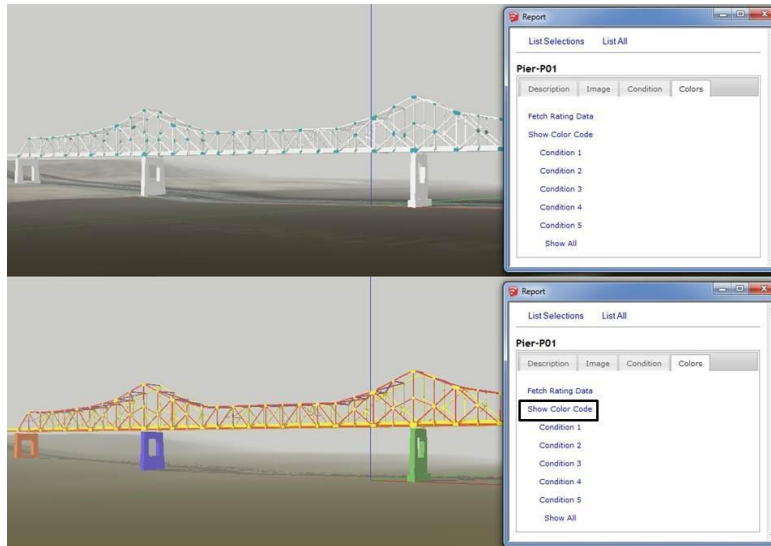 Report
List Selections List All
Pier-P01
Description Image Condition Colors
Fetch Rating Data
Show Color Code
Condition 1
Condition 2
Condition 3
Condition 4
Condition 5
Show All
Report
List Selections List All
Pier-P01
Description Image Condition Colors
Fetch Rating Data
Show Color Code
Condition 1
Condition 2
Condition 3
Condition 4
Condition 5
Show All